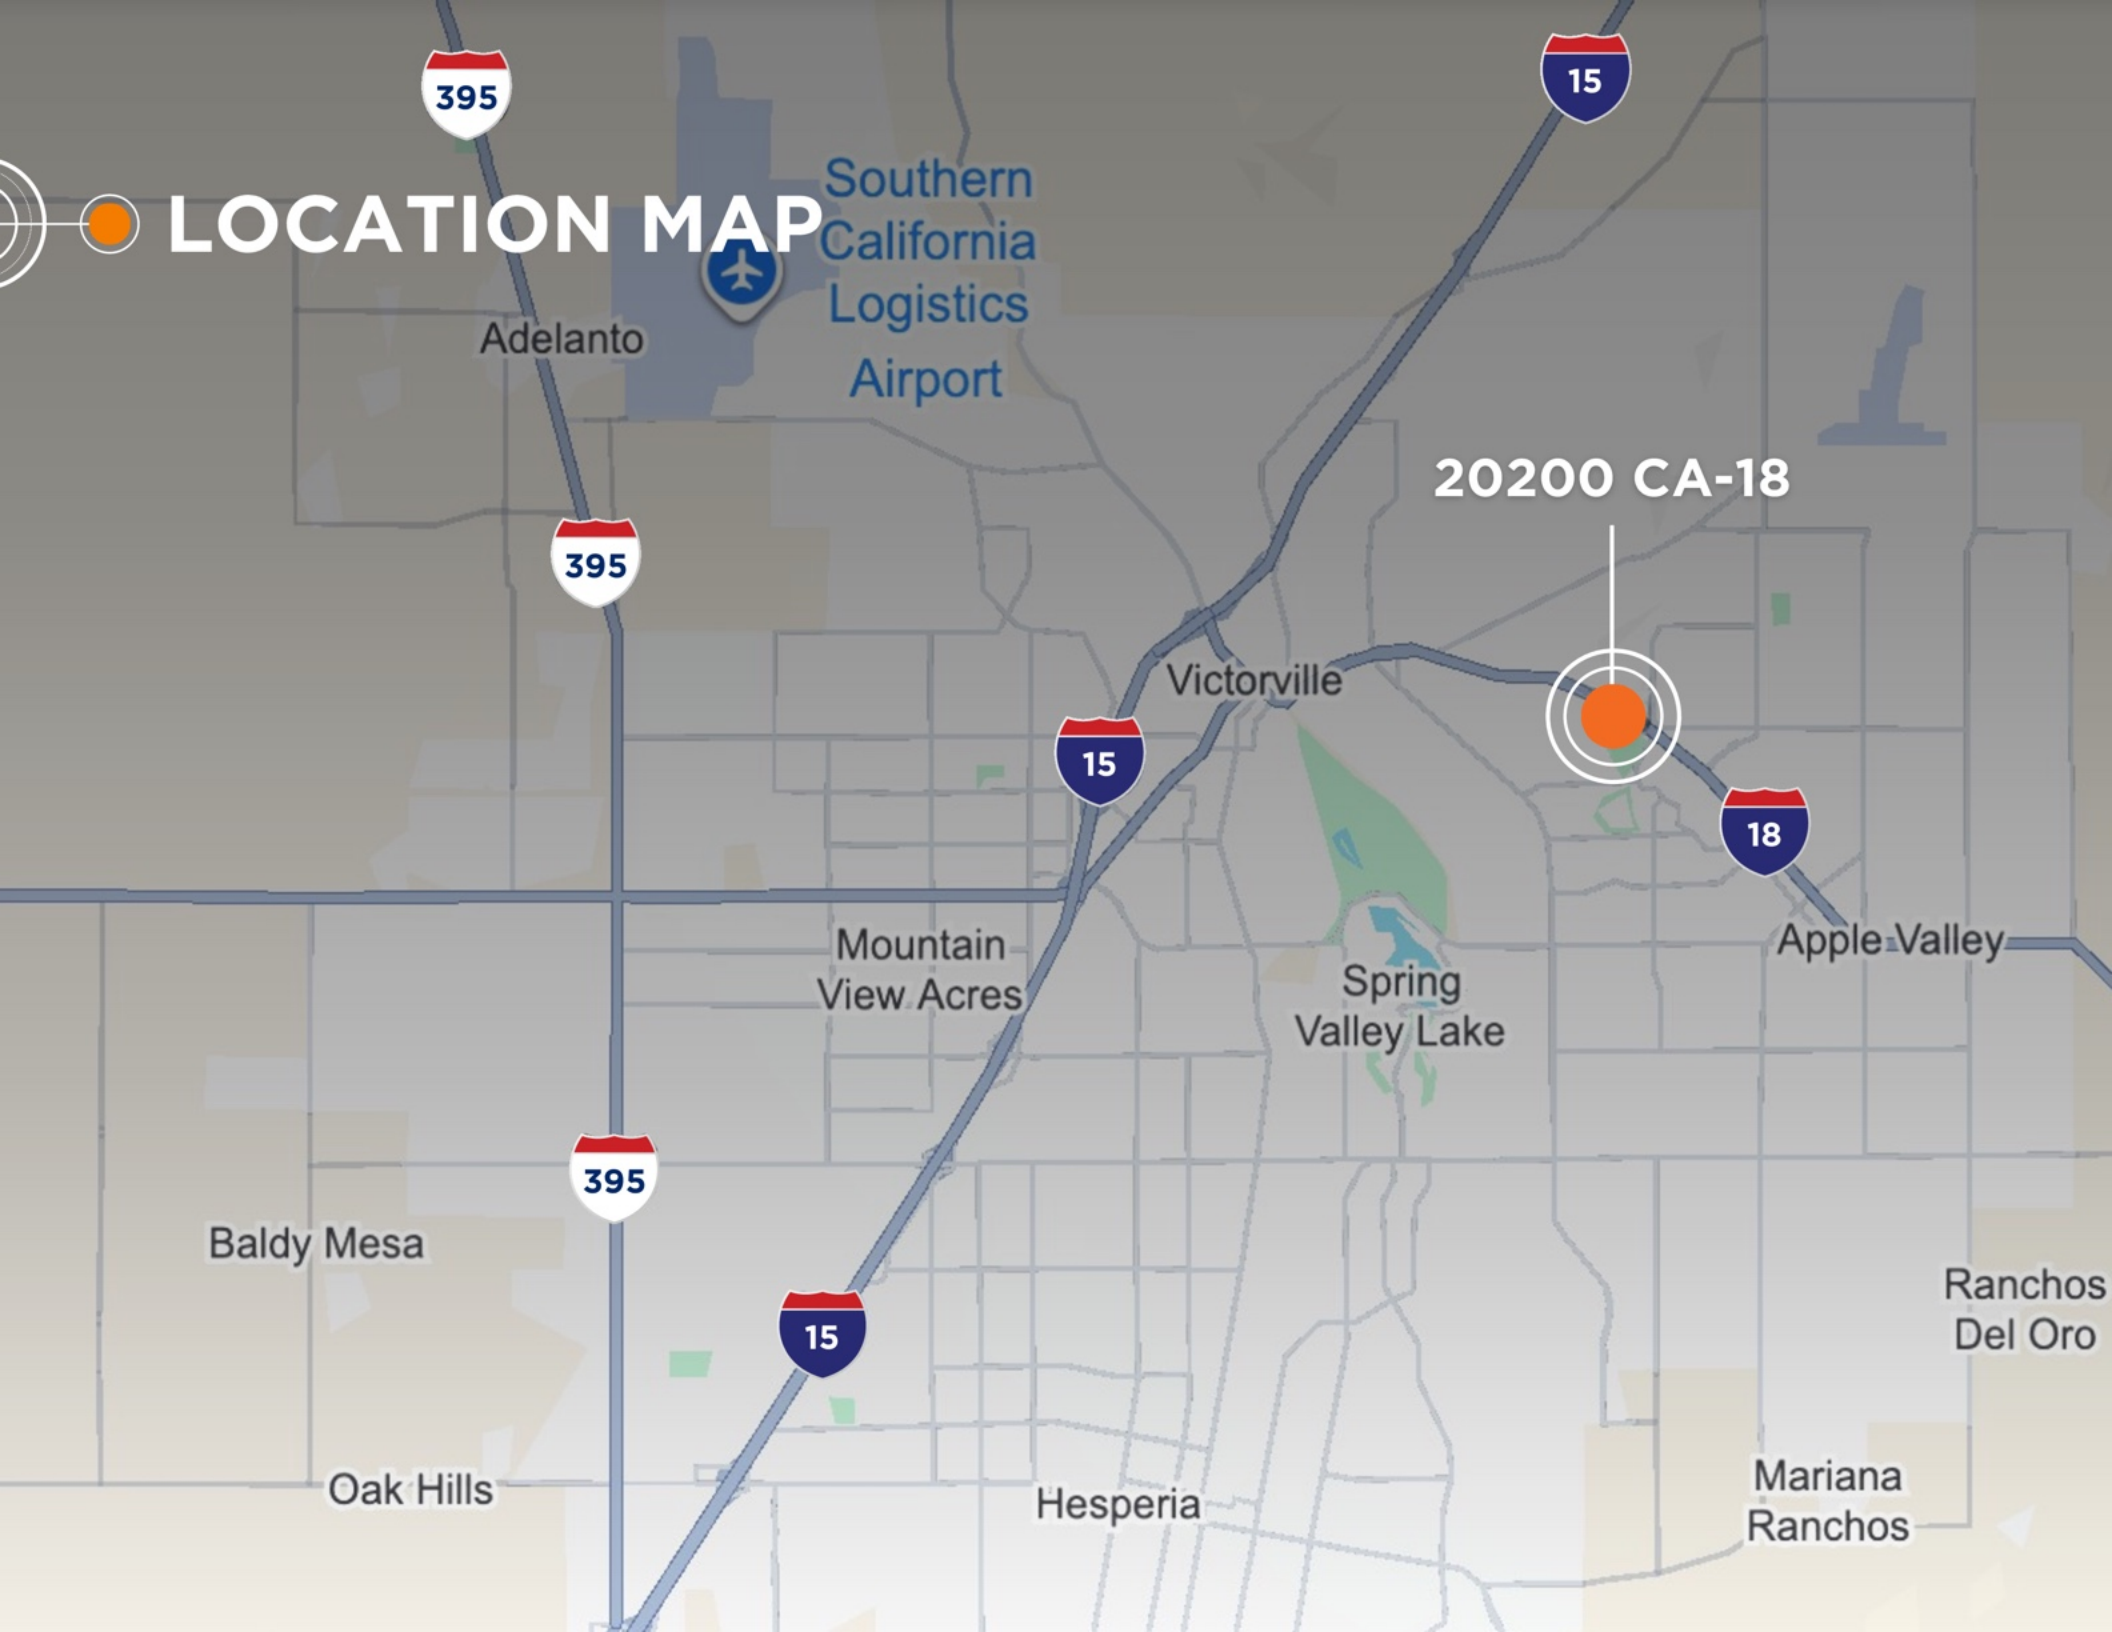 395
15
LOCATION MAP
Southern
California
Logistics
Airport
Adelanto
20200 CA-18
395
Victorville
15
18
Apple Valley
Mountain
View Acres
Spring
Valley Lake
395
Baldy Mesa
15
Ranchos
Del Oro
Oak Hills
Hesperia
Mariana
Ranchos